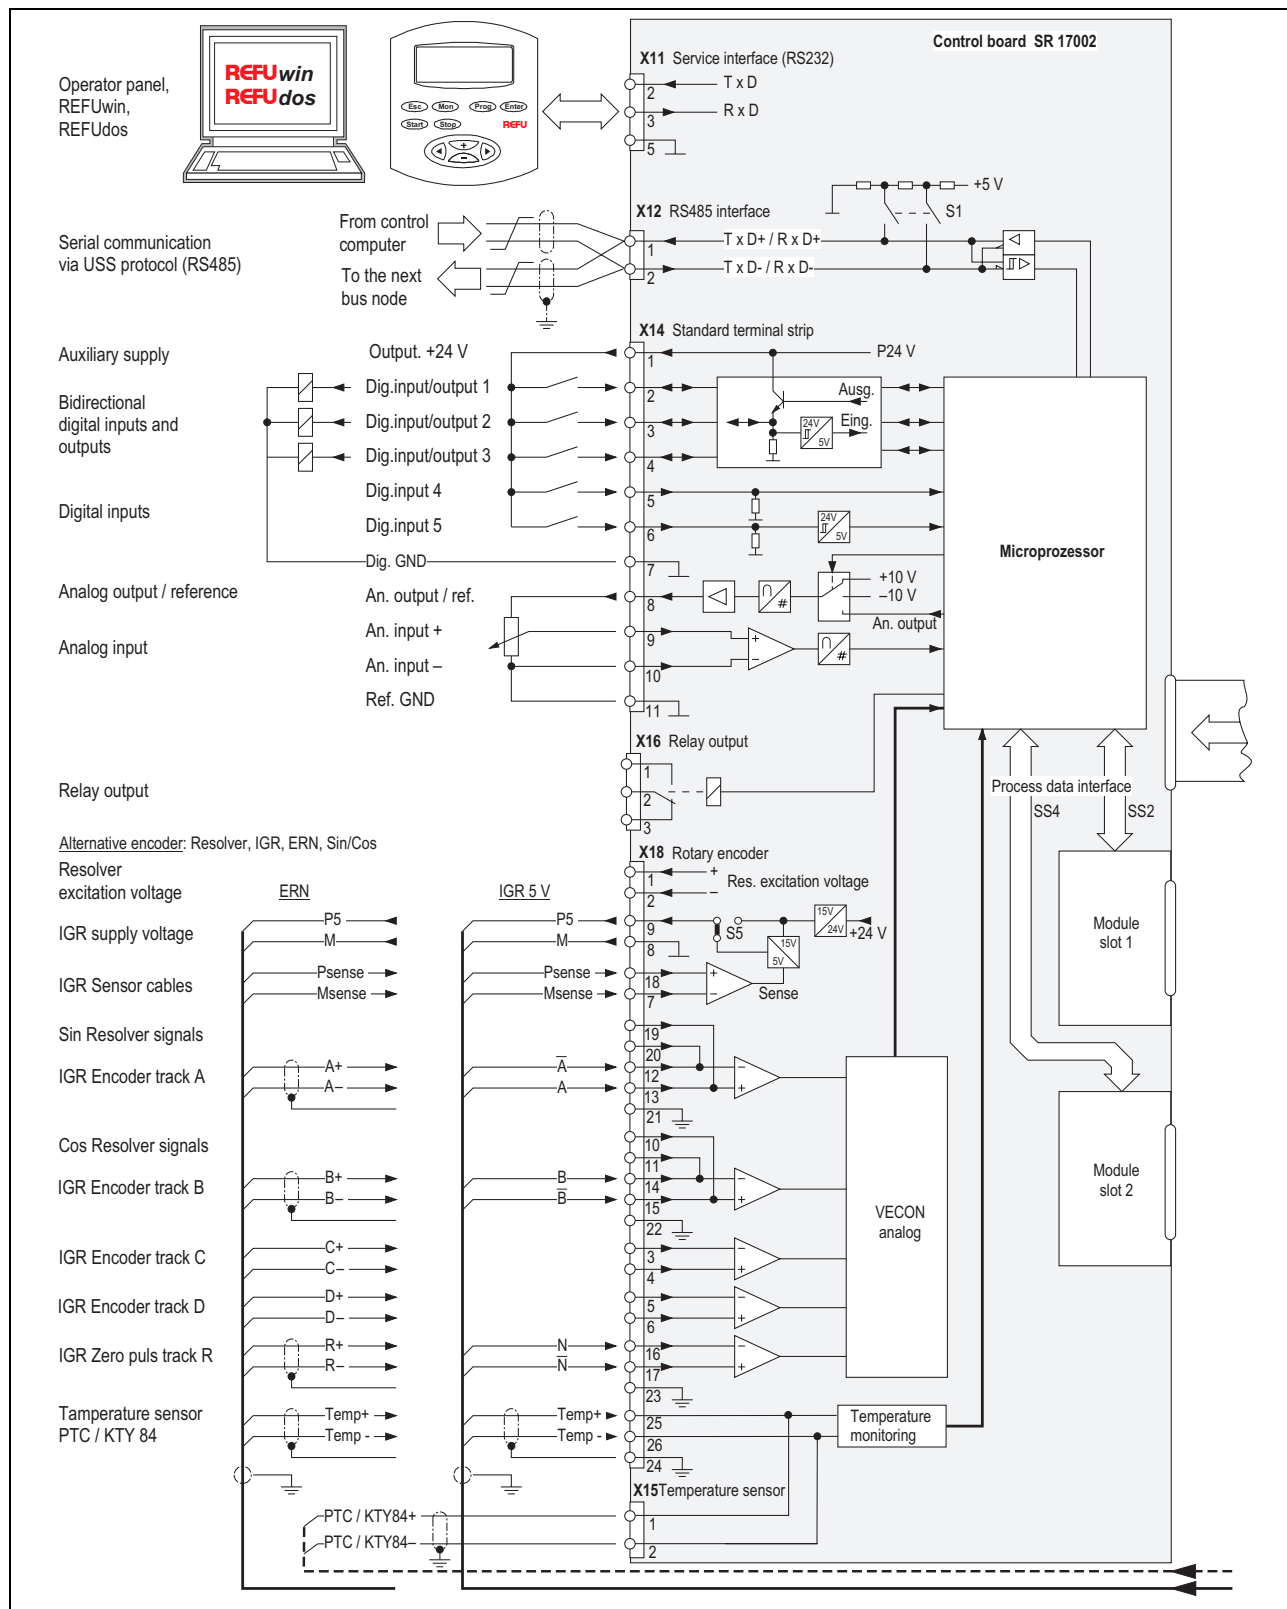 Control board SR 17002
REFUwin
REFUdos
Esc Mon Prog Enter
Start Stop REFU
+
−
Operator panel,
REFUwin,
REFUdos
X11 Service interface (RS232)
2 T x D
3 R x D
5
+5 V
S1
X12 RS485 interface
From control
computer
To the next
bus node
Serial communication
via USS protocol (RS485)
1 T x D+ / R x D+
2 T x D- / R x D-
X14 Standard terminal strip
Auxiliary supply
Output. +24 V
1 P24 V
Bidirectional
digital inputs and
outputs
Dig.input/output 1
2
Dig.input/output 2
3
Dig.input/output 3
4
Ausg.
Eing.
24V
5V
Digital inputs
Dig.input 4
5
Dig.input 5
6
24V
5V
Dig. GND
7
Microprozessor
Analog output / reference
An. output / ref.
8
∩
#
+10 V
−10 V
An. output
Analog input
An. input +
9
An. input –
10
+
−
∩
#
Ref. GND
11
X16 Relay output
Relay output
1
2
3
Process data interface
SS4
SS2
Alternative encoder: Resolver, IGR, ERN, Sin/Cos
X18 Rotary encoder
Resolver
excitation voltage
ERN
IGR 5 V
1 +
2 −
Res. excitation voltage
IGR supply voltage
P5 P5 9
M M 8
S5
15V
24V
+24 V
15V
5V
IGR Sensor cables
Psense Psense 18 +
Msense Msense 7 −
Sense
Module
slot 1
Sin Resolver signals
19
20
IGR Encoder track A
A+ A̅ 12 −
A− A 13 +
21
Cos Resolver signals
10
11
IGR Encoder track B
B+ B 14 −
B− B̅ 15 +
22
VECON
analog
Module
slot 2
IGR Encoder track C
C+ 3 −
C− 4 +
IGR Encoder track D
D+ 5 −
D− 6 +
IGR Zero puls track R
R+ N 16 −
R− N̅ 17 +
23
Tamperature sensor
PTC / KTY 84
Temp+ Temp+ 25
Temp - Temp - 26
24
Temperature
monitoring
X15Temperature sensor
PTC / KTY84+ 1
PTC / KTY84− 2